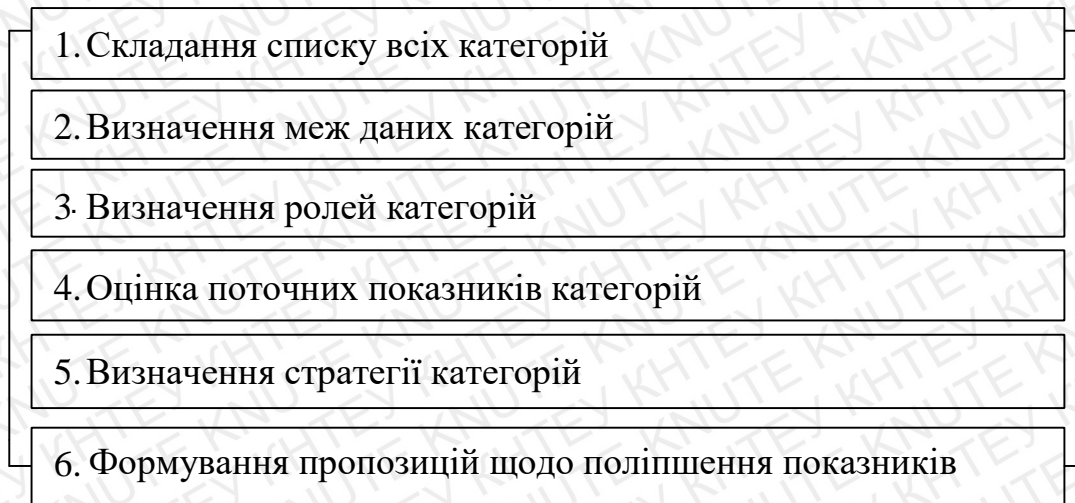 1. Складання списку всіх категорій
2. Визначення меж даних категорій
3. Визначення ролей категорій
4. Оцінка поточних показників категорій
5. Визначення стратегії категорій
6. Формування пропозицій щодо поліпшення показників